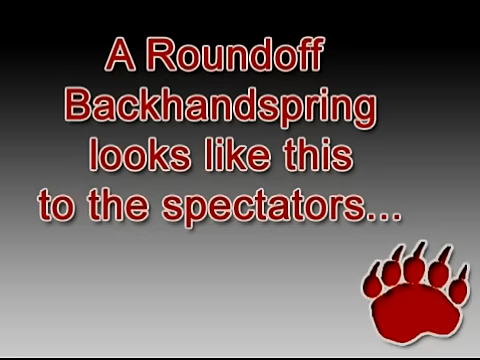 A Roundoff
Backhandspring
looks like this
to the spectators...